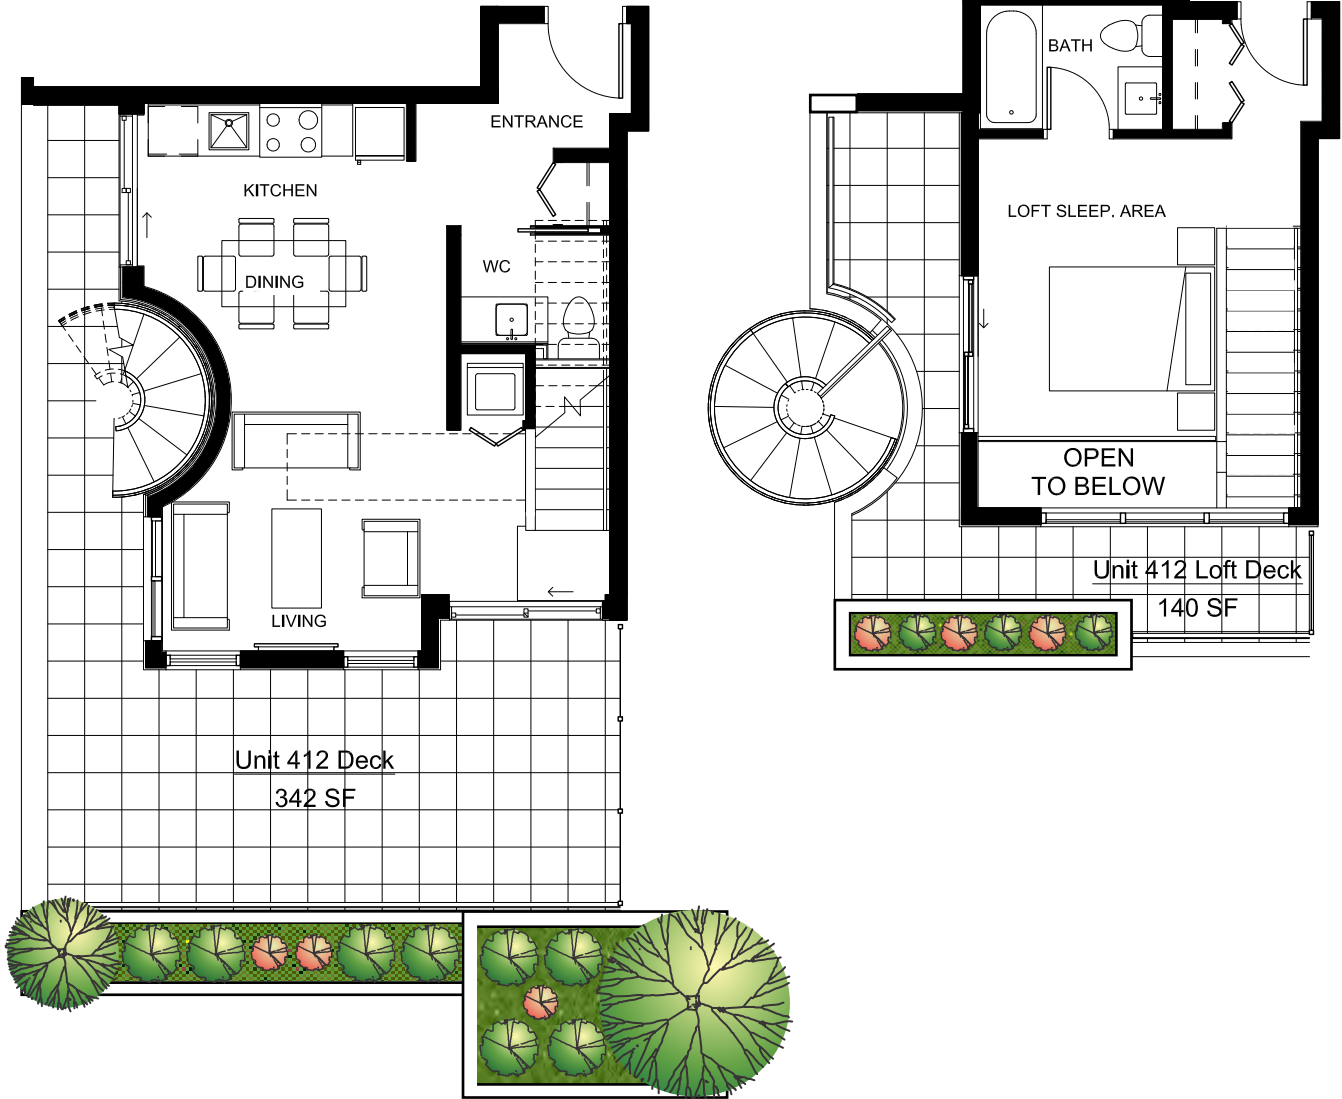 ENTRANCE
KITCHEN
DINING
WC
LIVING
Unit 412 Deck
342 SF
BATH
LOFT SLEEP. AREA
OPEN
TO BELOW
Unit 412 Loft Deck
140 SF